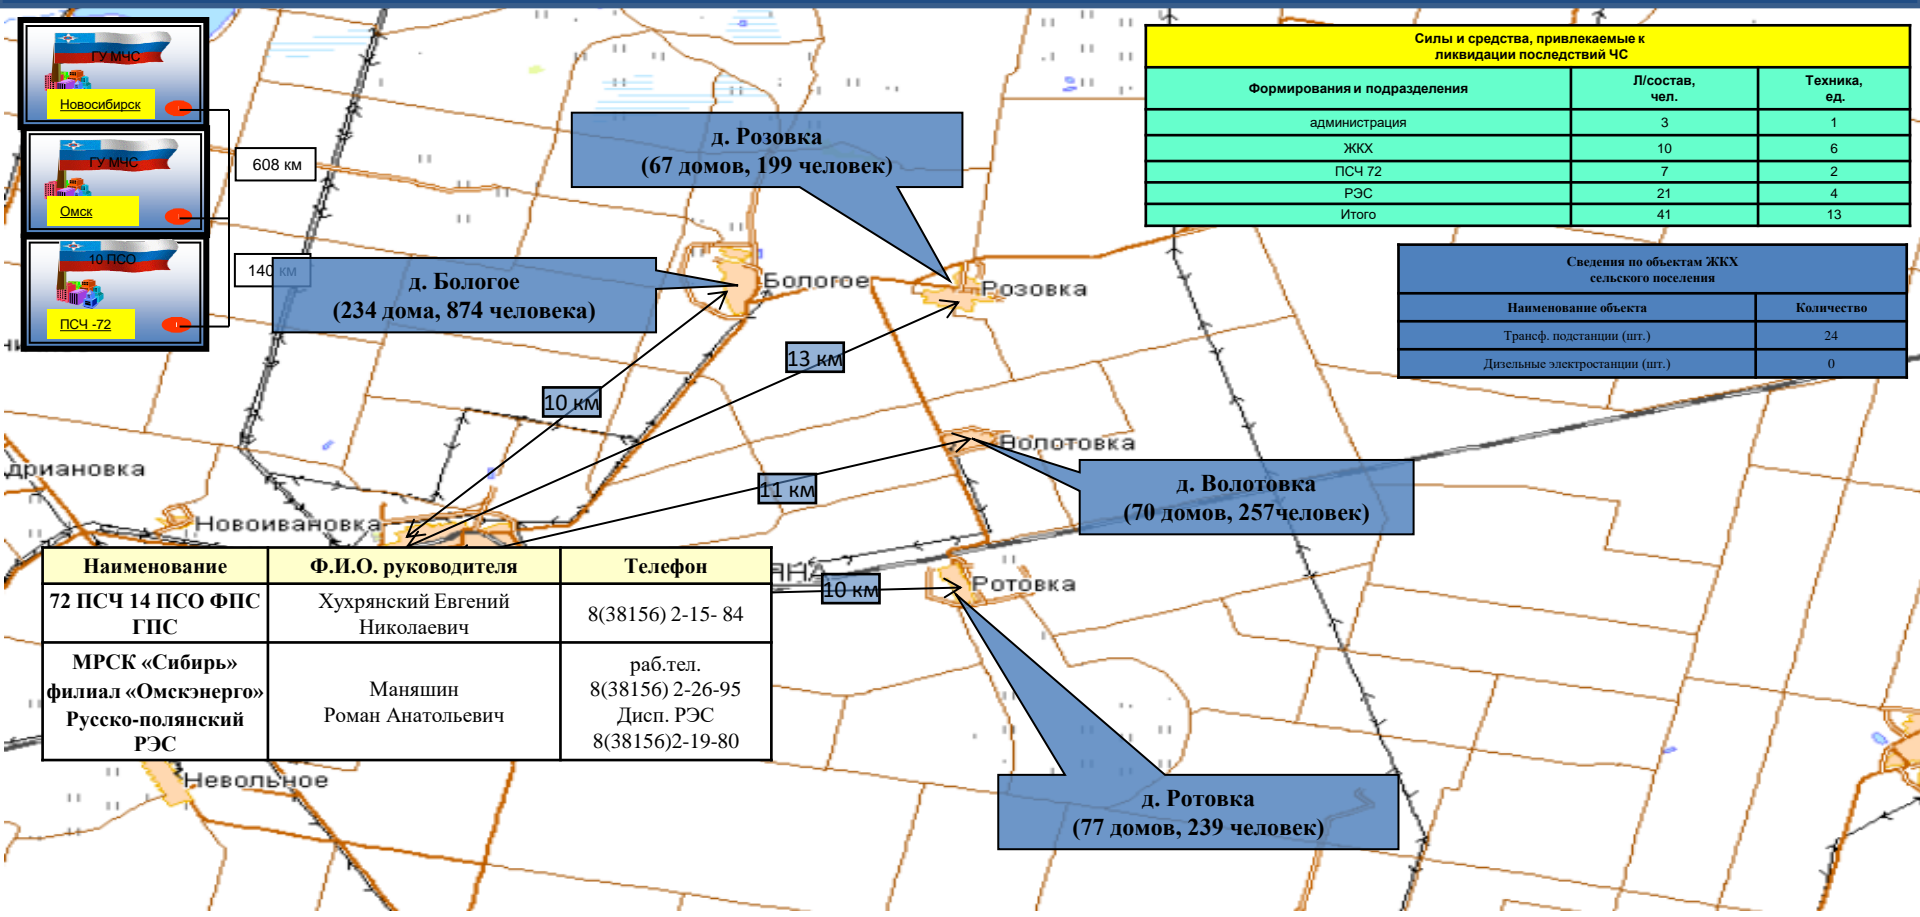 ГУ МЧС
Новосибирск
ГУ МЧС
Омск
10 ПСО
ПСЧ -72
608 км
140 км
д. Розовка
(67 домов, 199 человек)
д. Бологое
(234 дома, 874 человека)
Бологое
Розовка
13 км
10 км
11 км
10 км
Волотовка
д. Волотовка
(70 домов, 257человек)
дриановка
Новоивановка
Ротовка
д. Ротовка
(77 домов, 239 человек)
Невольное
Силы и средства, привлекаемые к
ликвидации последствий ЧС
Формирования и подразделения Л/состав, чел. Техника, ед.
администрация 3 1
ЖКХ 10 6
ПСЧ 72 7 2
РЭС 21 4
Итого 41 13
Сведения по объектам ЖКХ
сельского поселения
Наименование объекта Количество
Трансф. подстанции (шт.) 24
Дизельные электростанции (шт.) 0
Наименование Ф.И.О. руководителя Телефон
72 ПСЧ 14 ПСО ФПС
ГПС
Хухрянский Евгений
Николаевич
8(38156) 2-15- 84
МРСК «Сибирь»
филиал «Омскэнерго»
Русско-полянский
РЭС
Маняшин
Роман Анатольевич
раб.тел.
8(38156) 2-26-95
Дисп. РЭС
8(38156)2-19-80